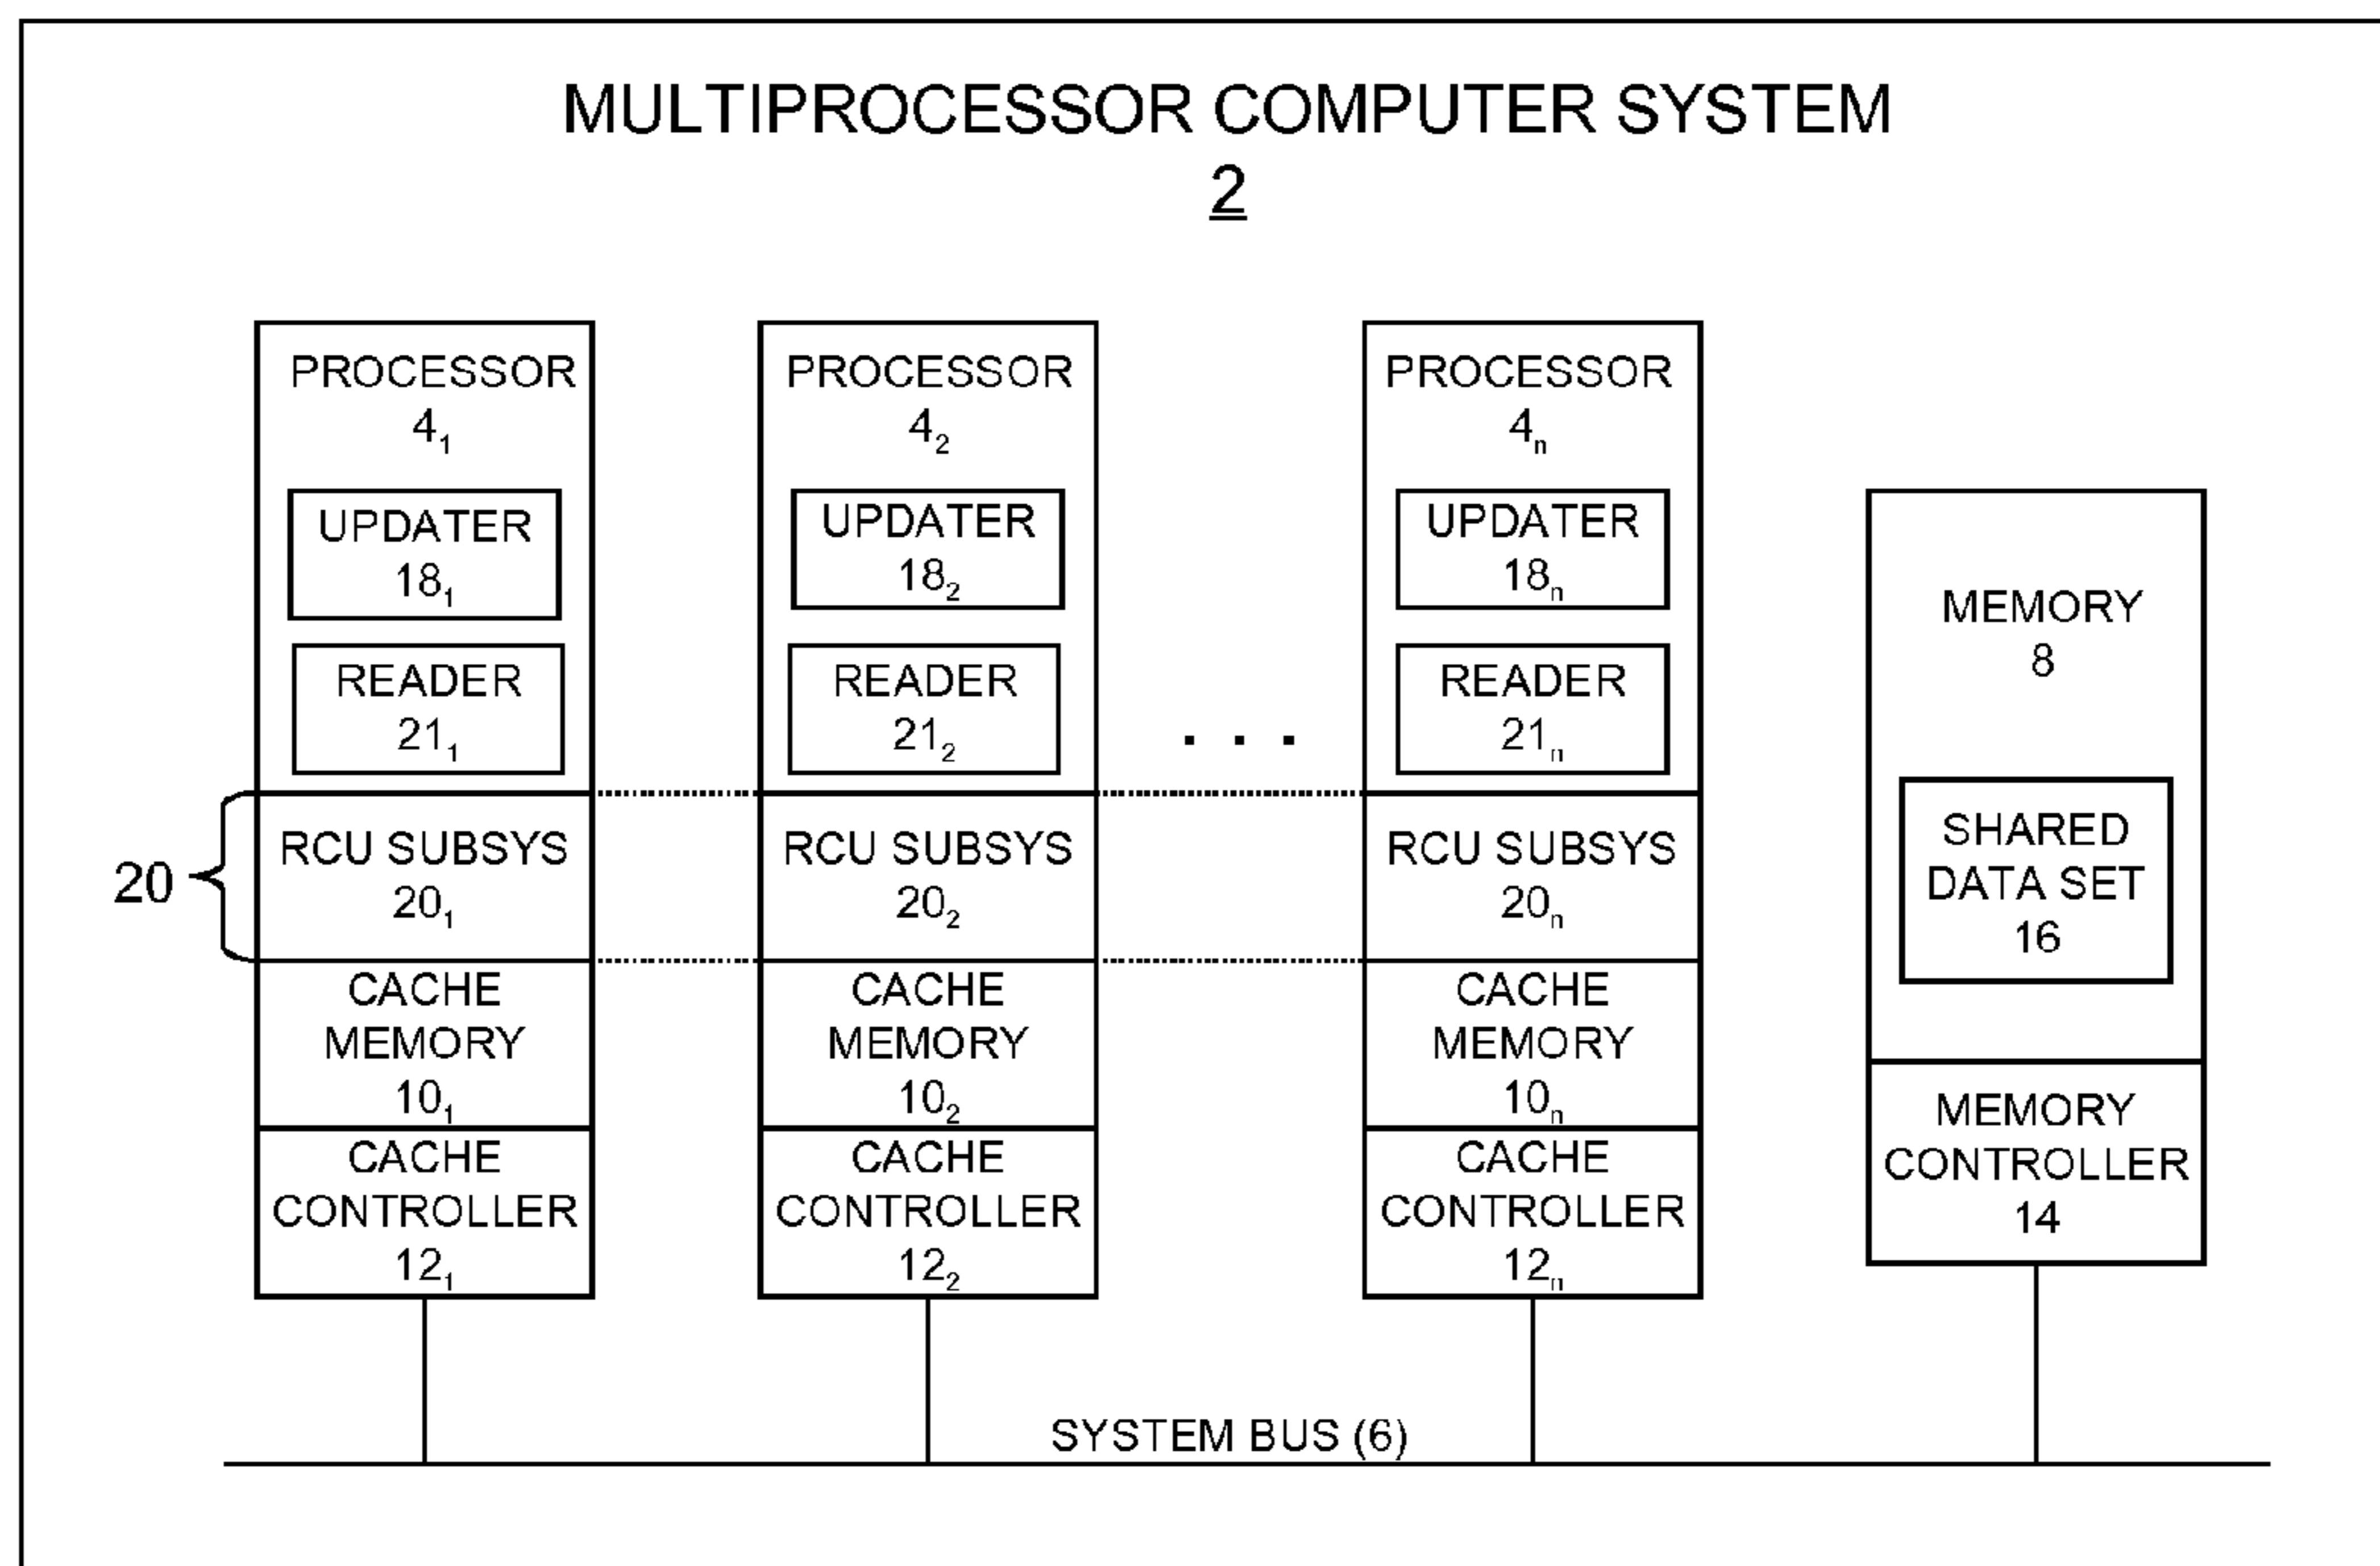 MULTIPROCESSOR COMPUTER SYSTEM
2
PROCESSOR
4₁
UPDATER
18₁
READER
21₁
RCU SUBSYS
20₁
CACHE
MEMORY
10₁
CACHE
CONTROLLER
12₁
20
PROCESSOR
4₂
UPDATER
18₂
READER
21₂
RCU SUBSYS
20₂
CACHE
MEMORY
10₂
CACHE
CONTROLLER
12₂
. . .
PROCESSOR
4ₙ
UPDATER
18ₙ
READER
21ₙ
RCU SUBSYS
20ₙ
CACHE
MEMORY
10ₙ
CACHE
CONTROLLER
12ₙ
MEMORY
8
SHARED
DATA SET
16
MEMORY
CONTROLLER
14
SYSTEM BUS (6)